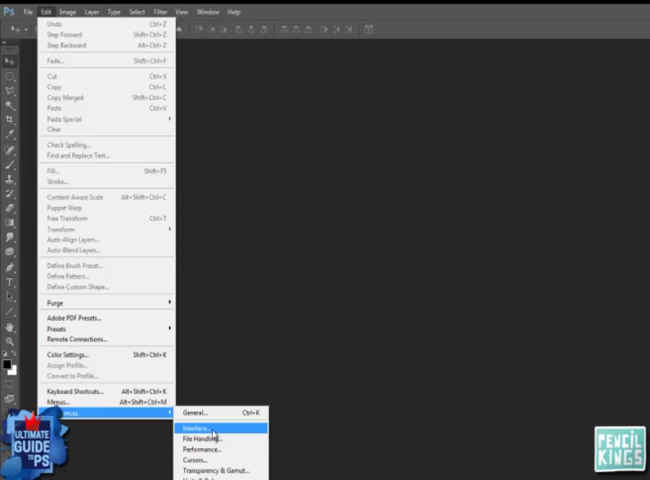 Ps File Edit Image Layer Type Select Filter View Window Help
Undo Ctrl+Z
Step Forward Shift+Ctrl+Z
Step Backward Alt+Ctrl+Z
Fade... Shift+Ctrl+F
Cut Ctrl+X
Copy Ctrl+C
Copy Merged Shift+Ctrl+C
Paste Ctrl+V
Paste Special
Clear
Check Spelling...
Find and Replace Text...
Fill... Shift+F5
Stroke...
Content-Aware Scale Alt+Shift+Ctrl+C
Puppet Warp
Free Transform Ctrl+T
Transform
Auto-Align Layers...
Auto-Blend Layers...
Define Brush Preset...
Define Pattern...
Define Custom Shape...
Purge
Adobe PDF Presets...
Presets
Remote Connections...
Color Settings... Shift+Ctrl+K
Assign Profile...
Convert to Profile...
Keyboard Shortcuts... Alt+Shift+Ctrl+K
Menus... Alt+Shift+Ctrl+M
General... Ctrl+K
Interface...
File Handling...
Performance...
Cursors...
Transparency & Gamut...
ULTIMATE
GUIDE
TO PS
PENCIL
KINGS